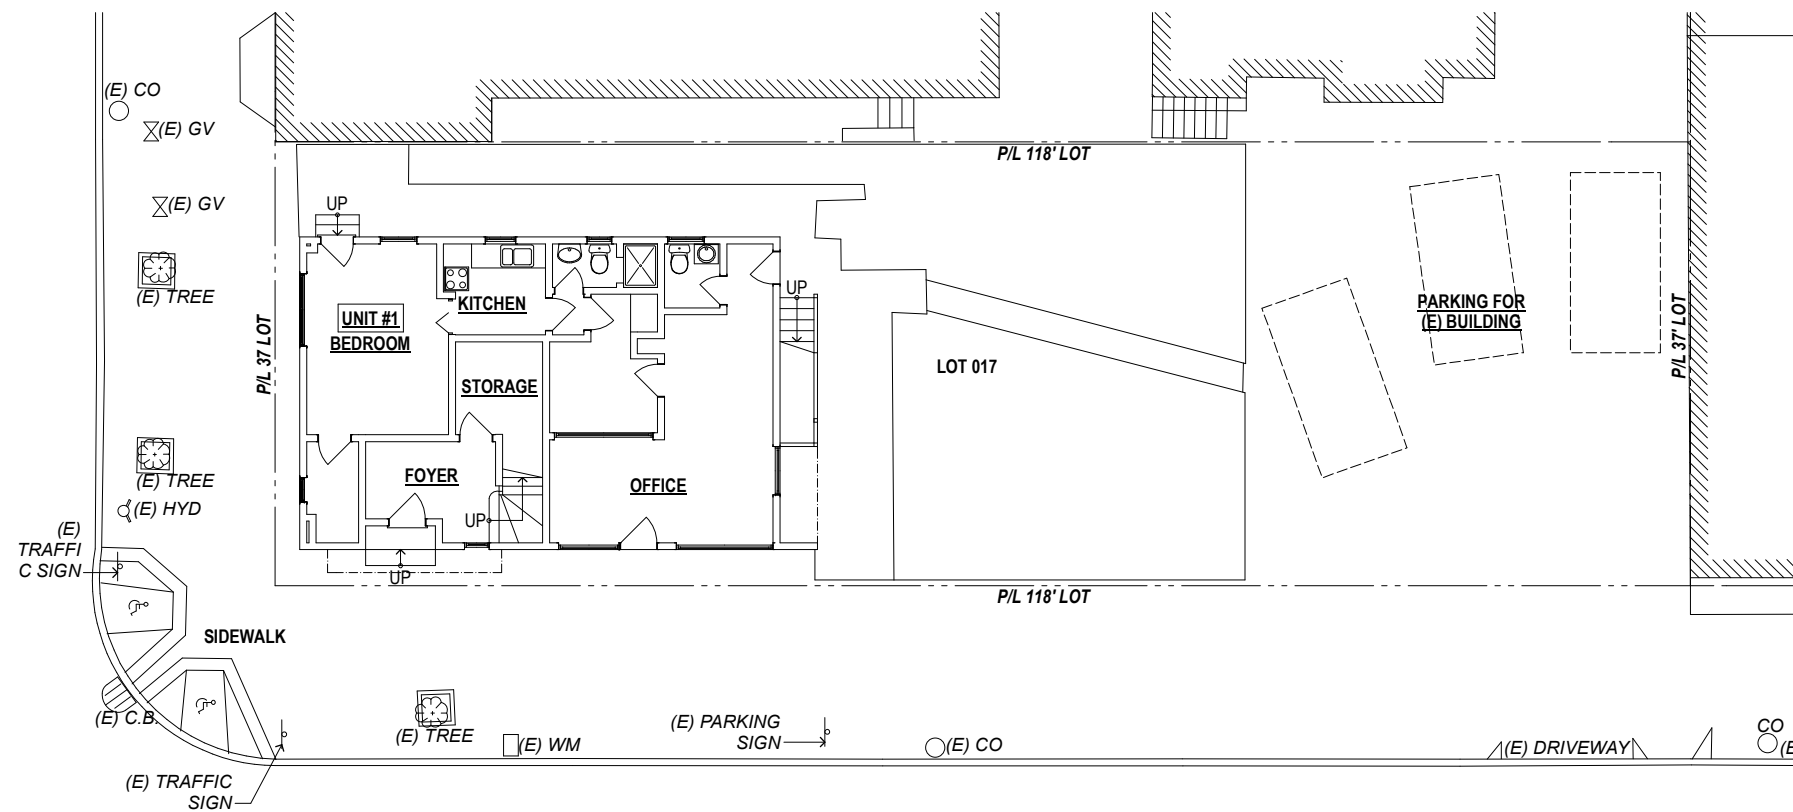 (E) CO
(E) GV
P/L 118' LOT
(E) GV
UP
(E) TREE
UP
KITCHEN
UNIT #1
BEDROOM
PARKING FOR
(E) BUILDING
P/L 37 LOT
P/L 37' LOT
LOT 017
STORAGE
(E) TREE
FOYER
OFFICE
(E) HYD
UP
(E)
TRAFFI
C SIGN
UP
P/L 118' LOT
SIDEWALK
(E) C.B.
(E) TREE
(E) WM
(E) PARKING
SIGN
(E) CO
(E) DRIVEWAY
CO
(E
(E) TRAFFIC
SIGN